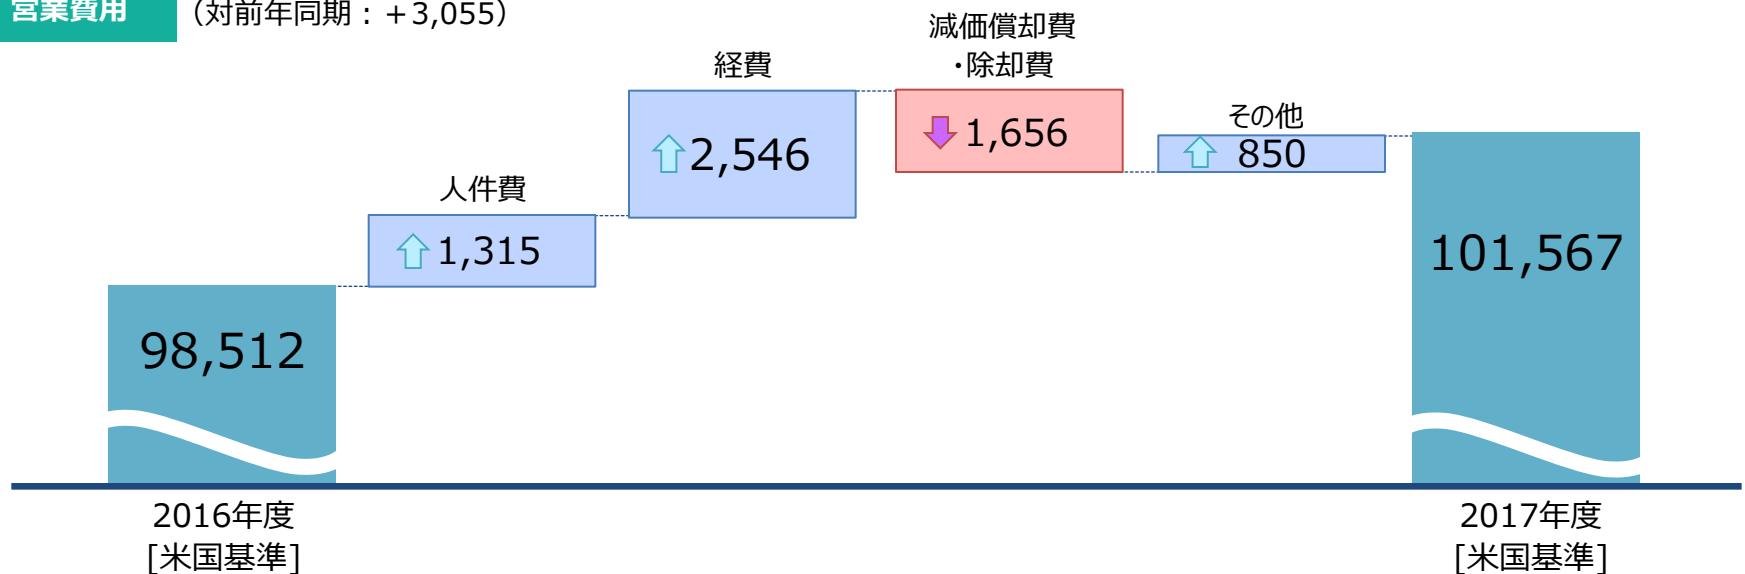 営業費用
（対前年同期：＋3,055）
減価償却費
・除却費
経費
その他
1,656
2,546
850
人件費
1,315
101,567
98,512
2016年度
[米国基準]
2017年度
[米国基準]